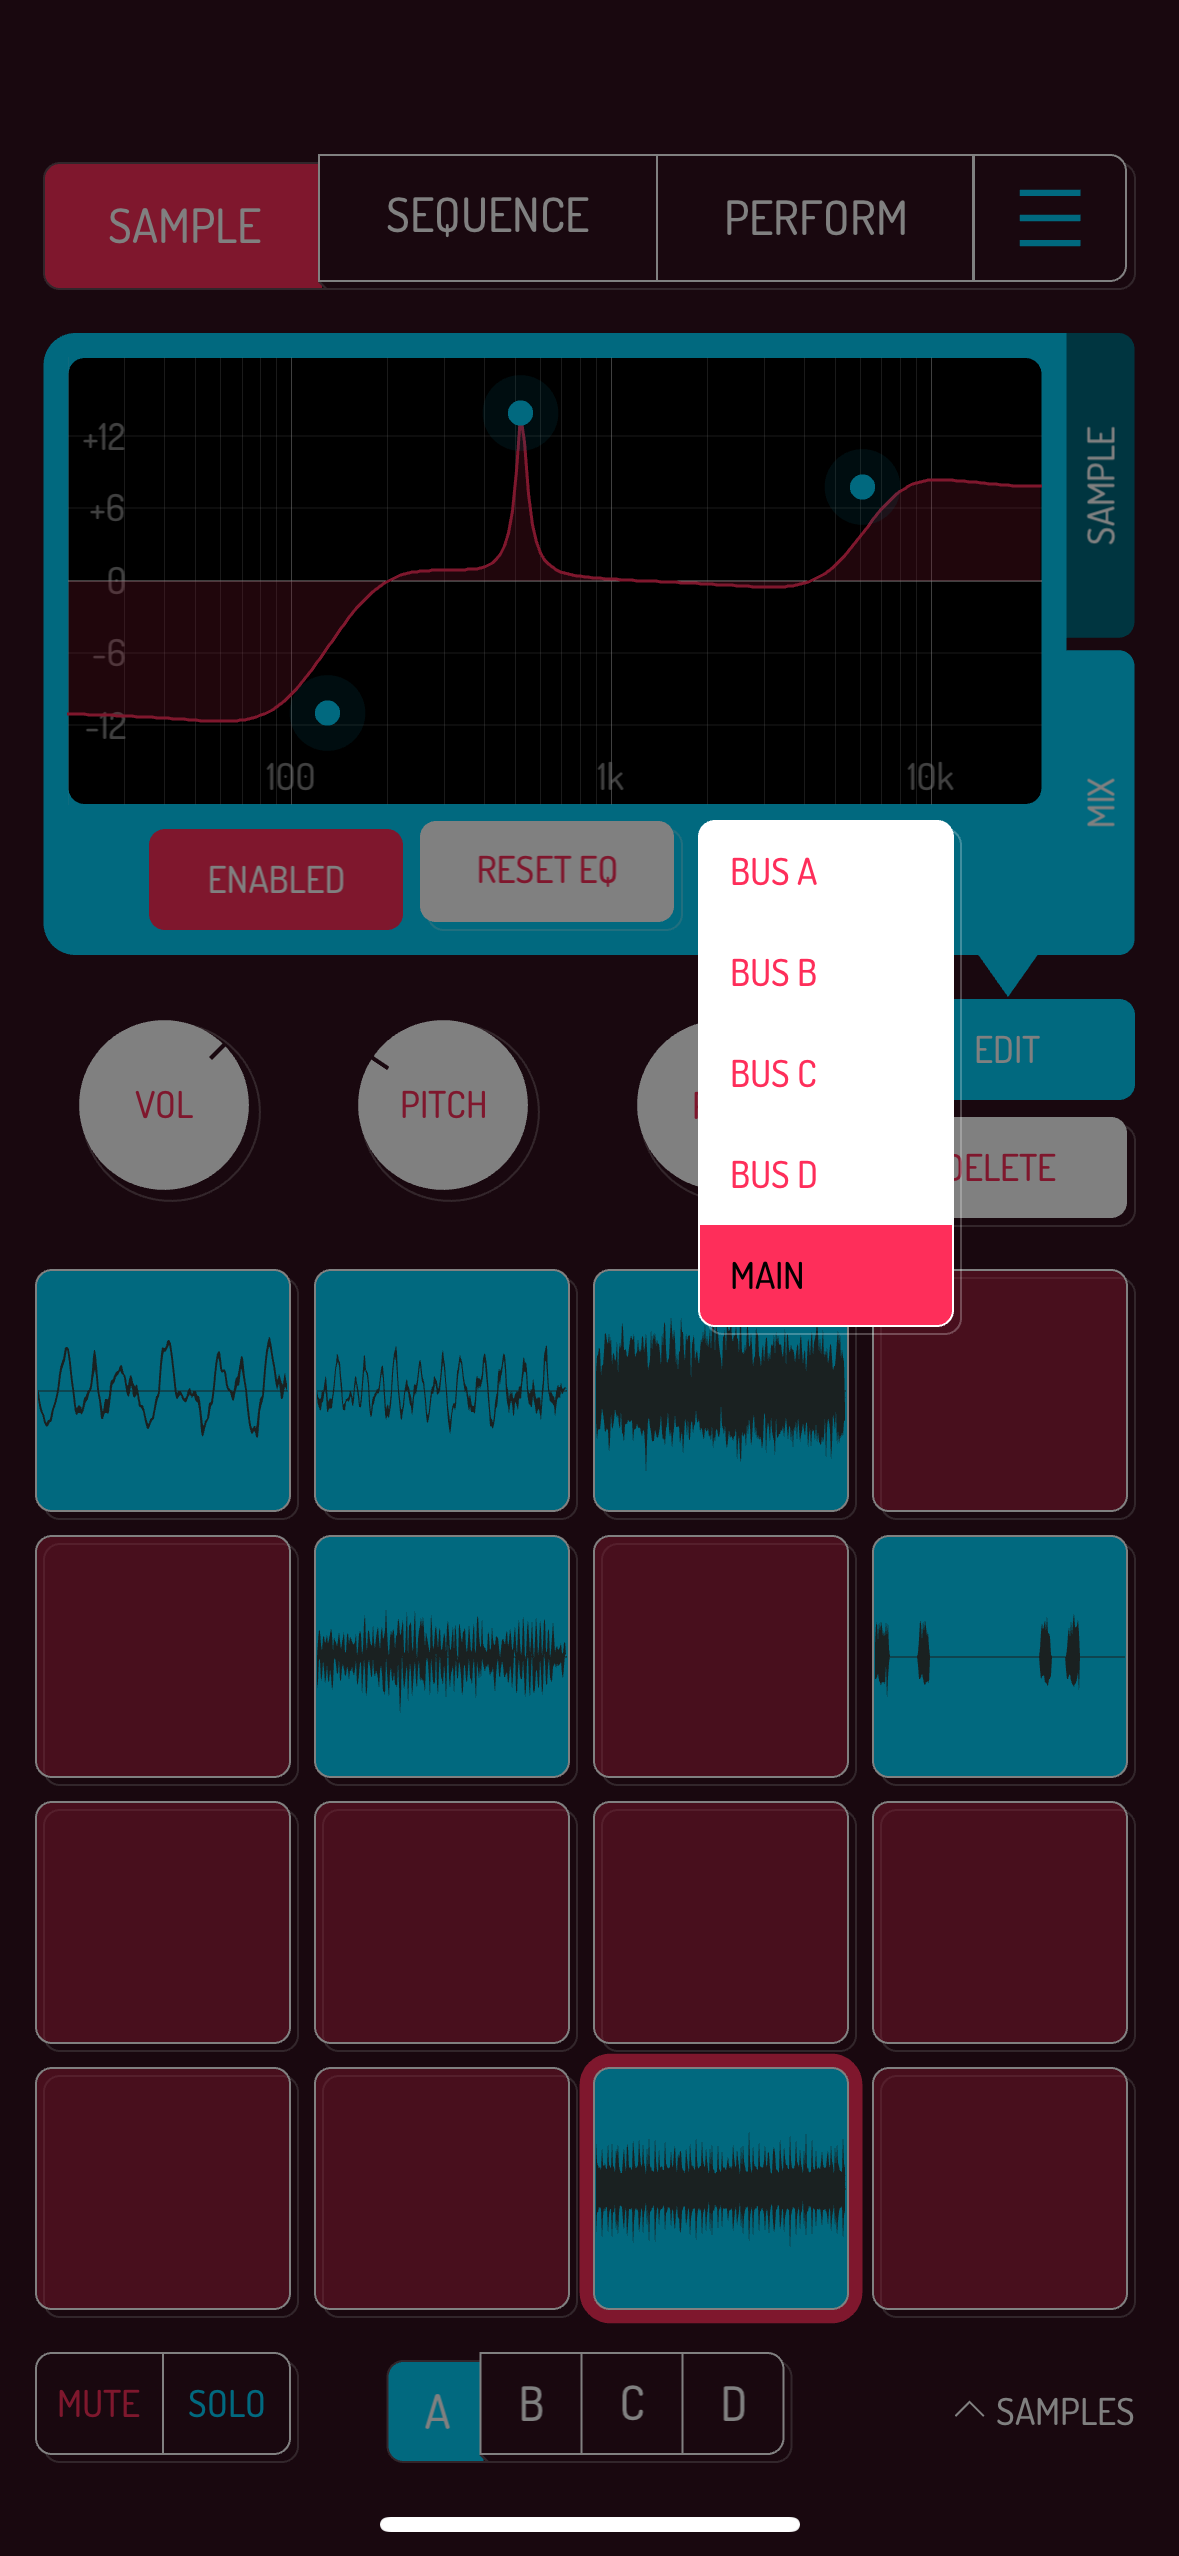 SAMPLE
SEQUENCE
PERFORM
+12
+6
0
-6
-12
100
1k
10k
SAMPLE
MIX
ENABLED
RESET EQ
BUS A
BUS B
BUS C
BUS D
MAIN
EDIT
VOL
PITCH
DELETE
MUTE
SOLO
A
B
C
D
SAMPLES